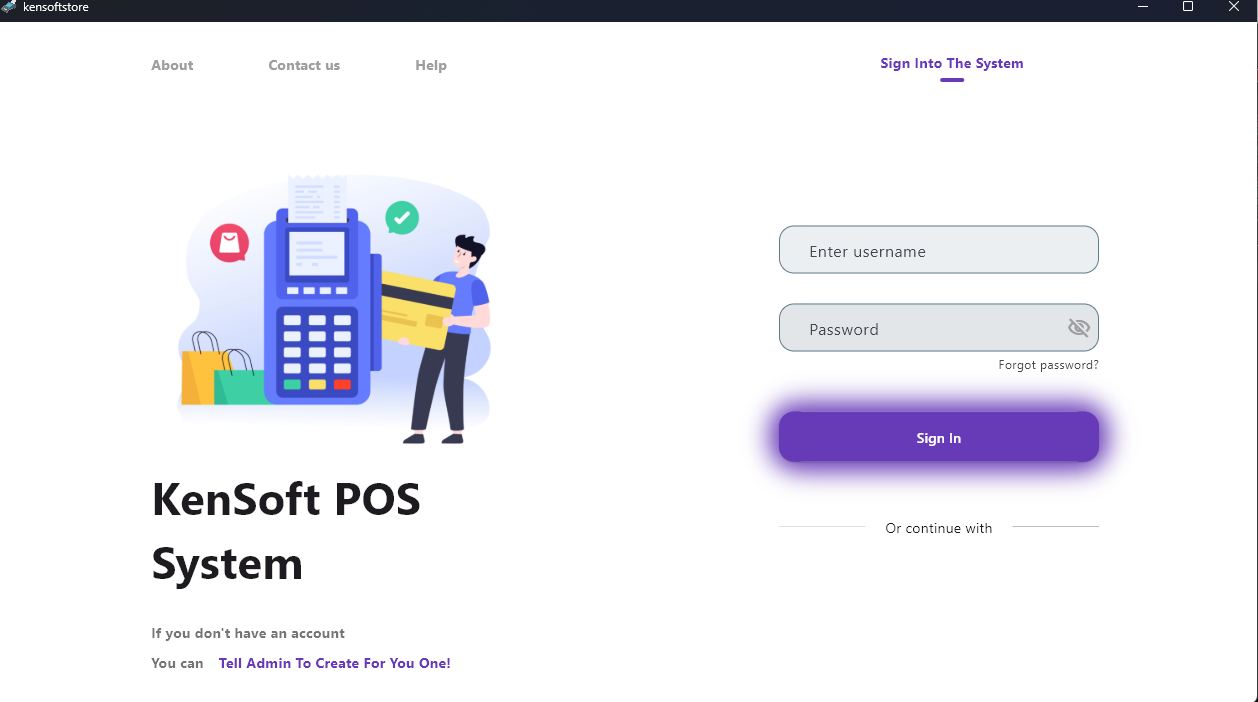 kensoftstore
About
Contact us
Help
Sign Into The System
Enter username
Password
Forgot password?
Sign In
Or continue with
KenSoft POS
System
If you don't have an account
You can Tell Admin To Create For You One!